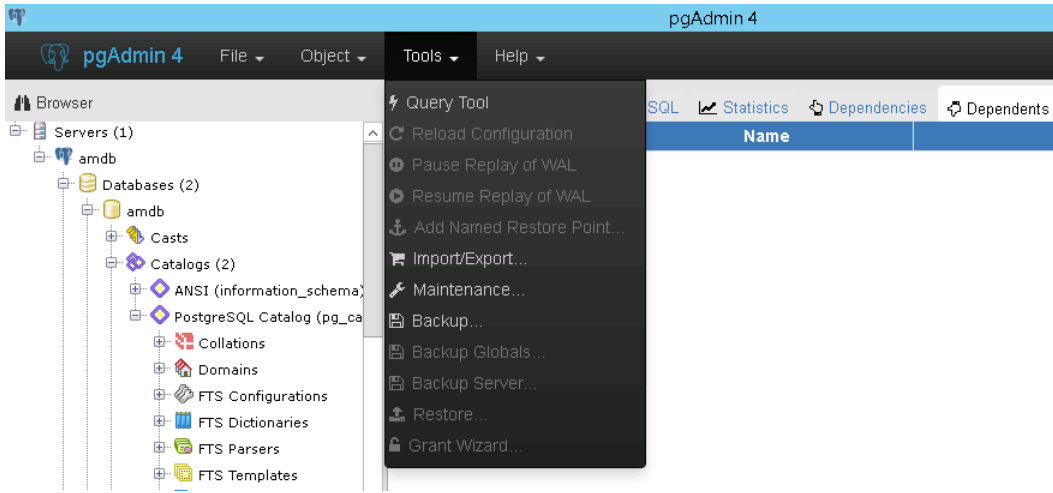 pgAdmin 4
pgAdmin 4 File Object Tools Help
Browser
Servers (1)
amdb
Databases (2)
amdb
Casts
Catalogs (2)
ANSI (information_schema)
PostgreSQL Catalog (pg_ca
Collations
Domains
FTS Configurations
FTS Dictionaries
FTS Parsers
FTS Templates
Query Tool
Reload Configuration
Pause Replay of WAL
Resume Replay of WAL
Add Named Restore Point...
Import/Export...
Maintenance...
Backup...
Backup Globals...
Backup Server...
Restore...
Grant Wizard...
SQL Statistics Dependencies Dependents
Name